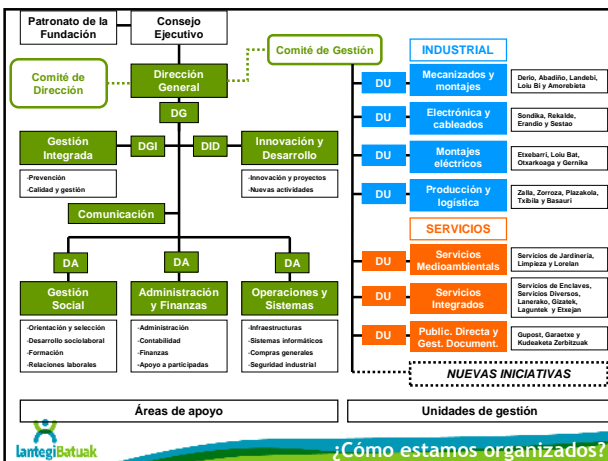 Patronato de la
Fundación
Consejo
Ejecutivo
Comité de Gestión
Comité de
Dirección
Dirección
General
DG
Gestión
Integrada
DGI
DID
Innovación y
Desarrollo
-Prevención
-Calidad y gestión
-Innovación y proyectos
-Nuevas actividades
Comunicación
DA
DA
DA
Gestión
Social
Administración
y Finanzas
Operaciones y
Sistemas
-Orientación y selección
-Desarrollo sociolaboral
-Formación
-Relaciones laborales
-Administración
-Contabilidad
-Finanzas
-Apoyo a participadas
-Infraestructuras
-Sistemas informáticos
-Compras generales
-Seguridad industrial
INDUSTRIAL
DU
Mecanizados y
montajes
Derio, Abadiño, Landebi,
Loiu Bi y Amorebieta
DU
Electrónica y
cableados
Sondika, Rekalde,
Erandio y Sestao
DU
Montajes
eléctricos
Etxebarri, Loiu Bat,
Otxarkoaga y Gernika
DU
Producción y
logística
Zalla, Zorroza, Plazakola,
Txibila y Basauri
SERVICIOS
DU
Servicios
Medioambientals
Servicios de Jardinería,
Limpieza y Lorelan
DU
Servicios
Integrados
Servicios de Enclaves,
Servicios Diversos,
Lanerako, Gizatek,
Laguntek y Etxejan
DU
Public. Directa y
Gest. Document.
Gupost, Garaetxe y
Kudeaketa Zerbitzuak
NUEVAS INICIATIVAS
Áreas de apoyo
Unidades de gestión
lantegiBatuak
¿Cómo estamos organizados?